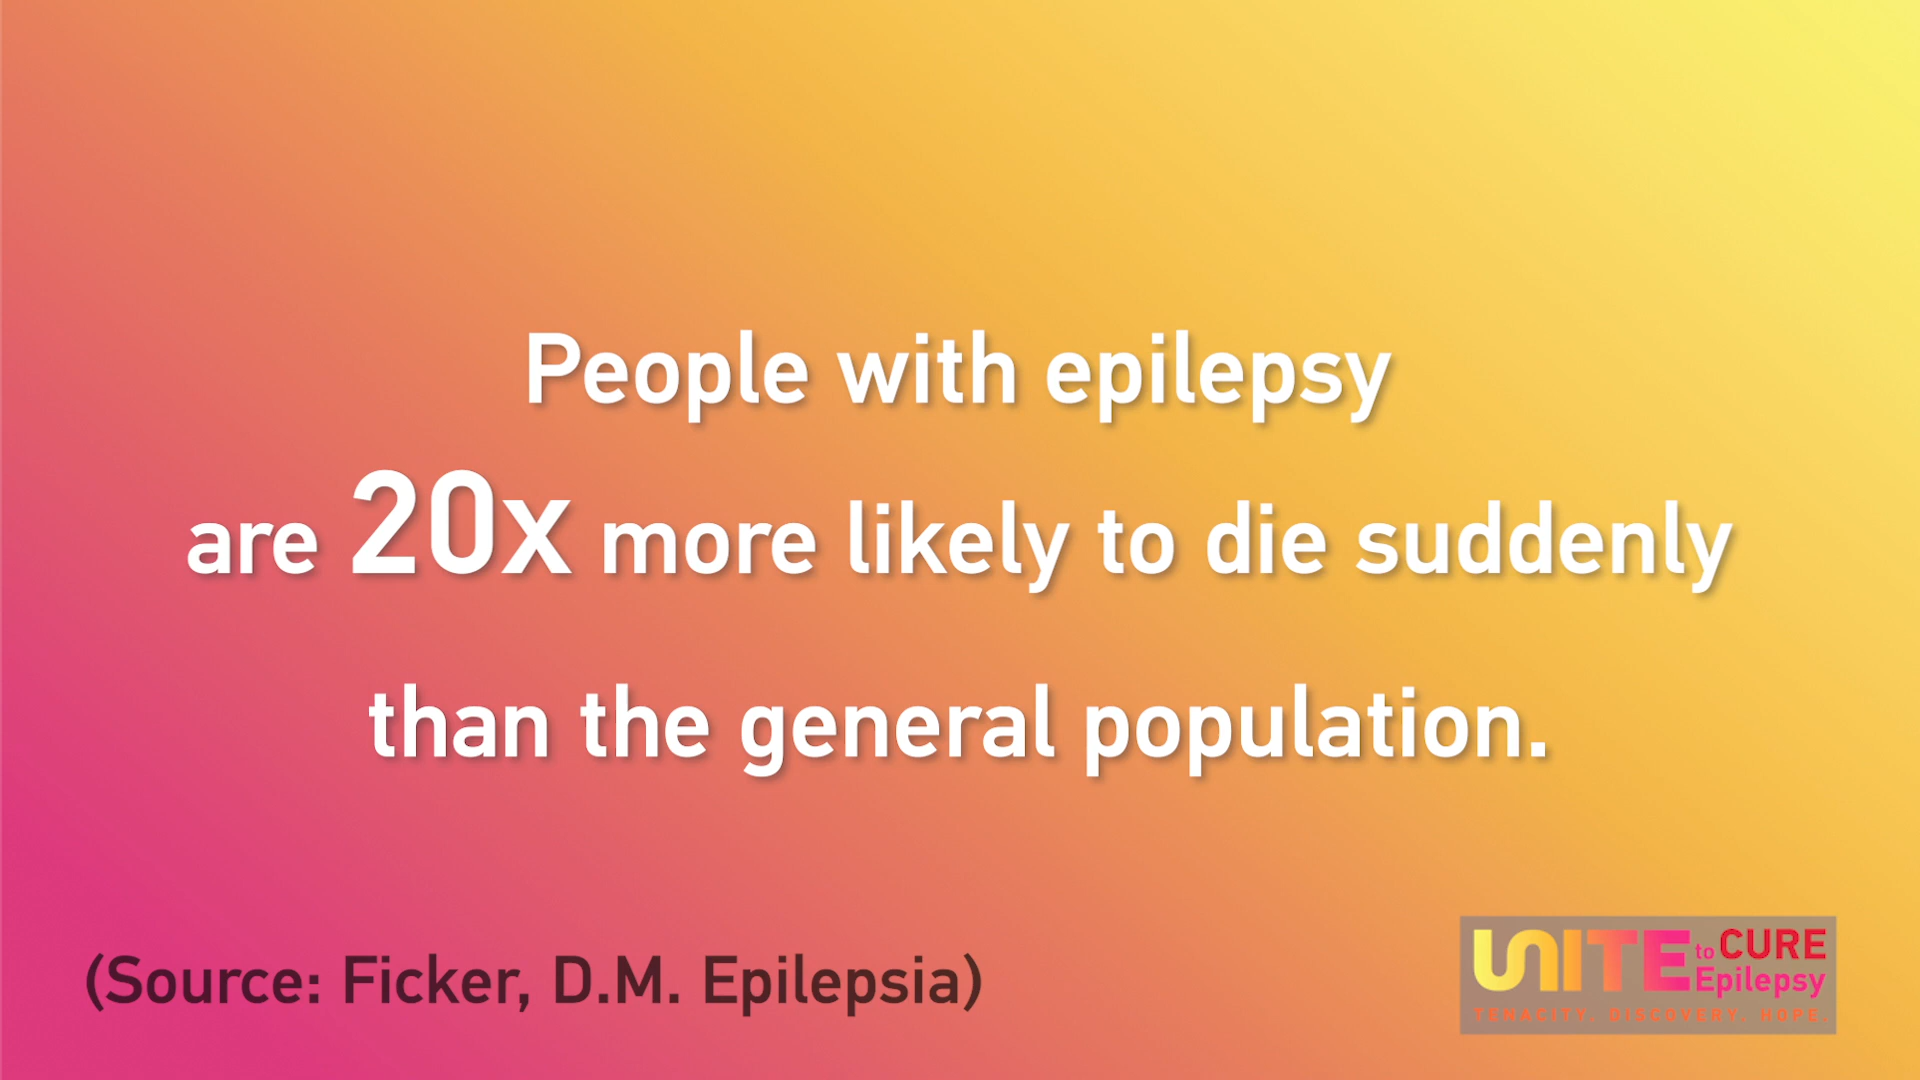 People with epilepsy
are 20x more likely to die suddenly
than the general population.
(Source: Ficker, D.M. Epilepsia)
UNITE to CURE
Epilepsy
TENACITY. DISCOVERY. HOPE.